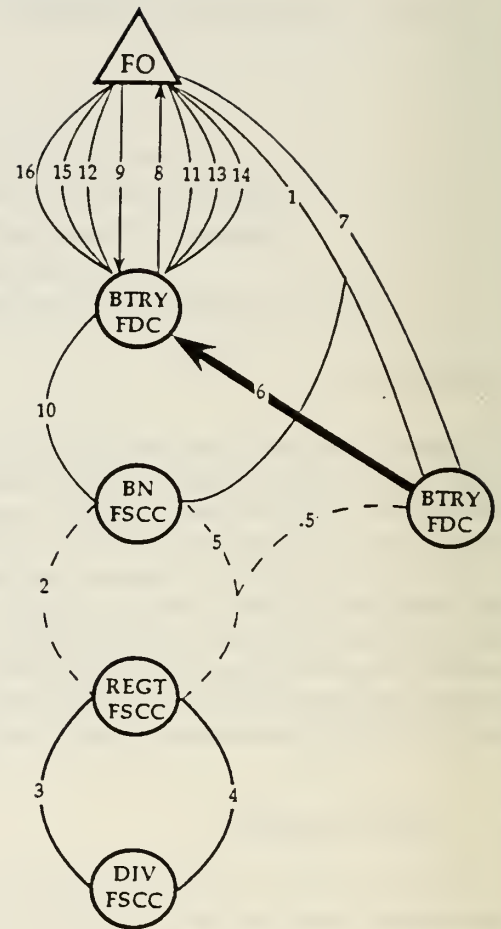 FO
16 15 12 9 8 11 13 14
1
7
BTRY
FDC
10
6
BN
FSCC
BTRY
FDC
5
.5
2
REGT
FSCC
3
4
DIV
FSCC